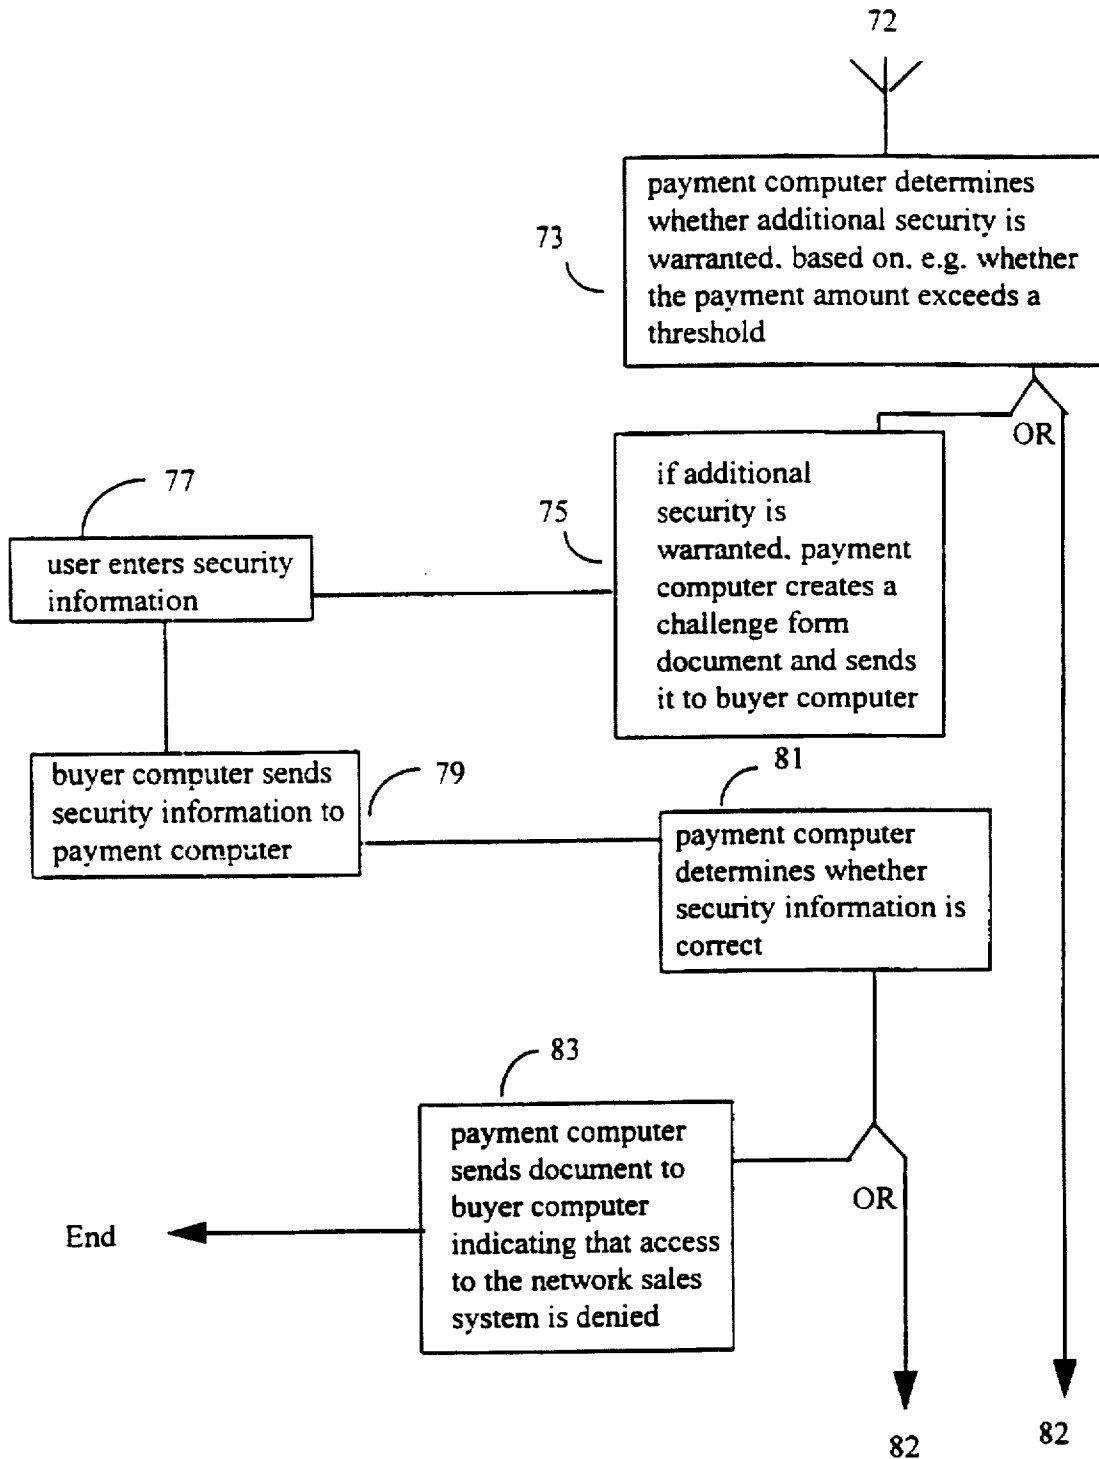 72
payment computer determines
whether additional security is
warranted. based on. e.g. whether
the payment amount exceeds a
threshold
73
OR
if additional
security is
warranted. payment
computer creates a
challenge form
document and sends
it to buyer computer
75
77
user enters security
information
buyer computer sends
security information to
payment computer
79
81
payment computer
determines whether
security information is
correct
83
payment computer
sends document to
buyer computer
indicating that access
to the network sales
system is denied
OR
End
82
82